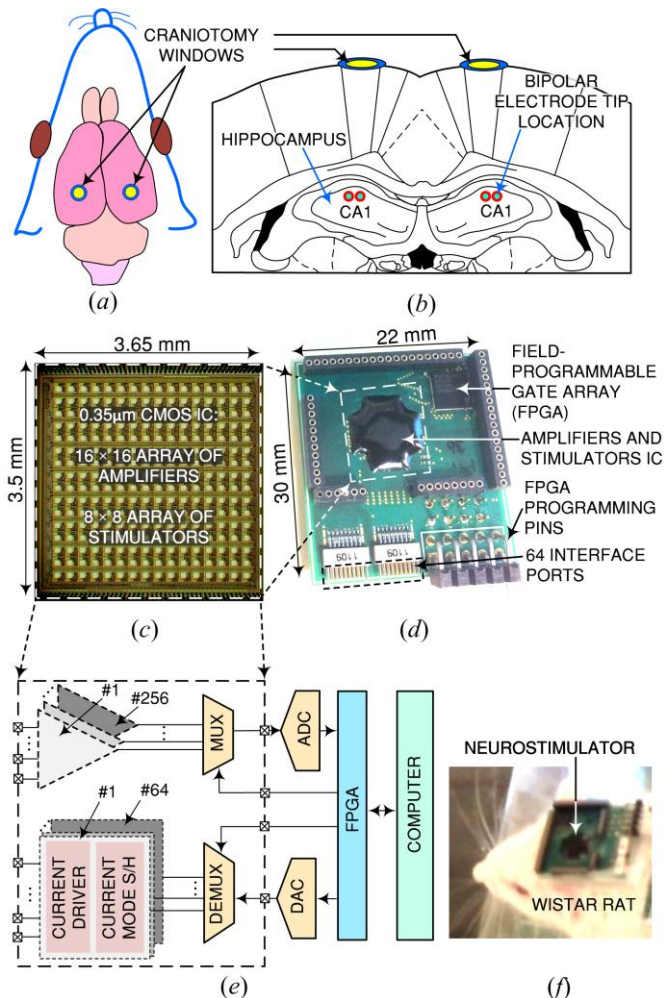 CRANIOTOMY
WINDOWS
BIPOLAR
ELECTRODE TIP
LOCATION
HIPPOCAMPUS
CA1
CA1
(a)
(b)
3.65 mm
3.5 mm
0.35μm CMOS IC:
16 × 16 ARRAY OF
AMPLIFIERS
8 × 8 ARRAY OF
STIMULATORS
(c)
22 mm
30 mm
FIELD-
PROGRAMMABLE
GATE ARRAY
(FPGA)
AMPLIFIERS AND
STIMULATORS IC
FPGA
PROGRAMMING
PINS
64 INTERFACE
PORTS
1109
1109
(d)
#1
#256
MUX
ADC
#1
#64
CURRENT
DRIVER
CURRENT
MODE S/H
DEMUX
DAC
FPGA
COMPUTER
(e)
NEUROSTIMULATOR
WISTAR RAT
(f)